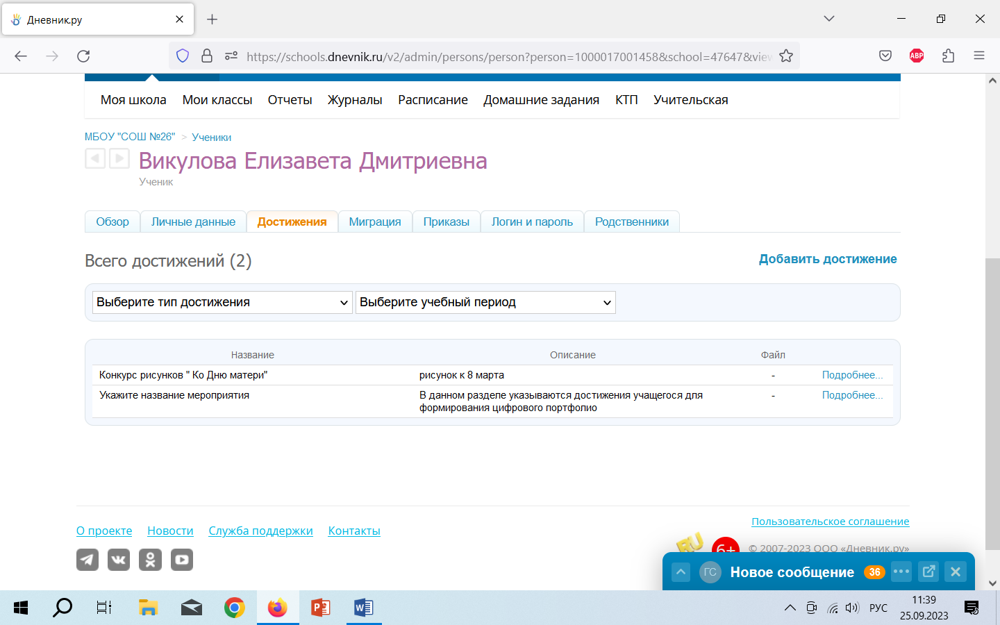 Дневник.ру
https://schools.dnevnik.ru/v2/admin/persons/person?person=1000017001458&school=47647&view
ABP
Моя школа Мои классы Отчеты Журналы Расписание Домашние задания КТП Учительская
МБОУ "СОШ №26" > Ученики
Викулова Елизавета Дмитриевна
Ученик
Обзор Личные данные Достижения Миграция Приказы Логин и пароль Родственники
Всего достижений (2) Добавить достижение
Выберите тип достижения Выберите учебный период
Название Описание Файл
Конкурс рисунков " Ко Дню матери" рисунок к 8 марта - Подробнее...
Укажите название мероприятия В данном разделе указываются достижения учащегося для - Подробнее...
формирования цифрового портфолио
Пользовательское соглашение
О проекте Новости Служба поддержки Контакты
RU 6+ © 2007-2023 ООО «Дневник.ру»
ГС Новое сообщение 36
РУС 11:39
25.09.2023